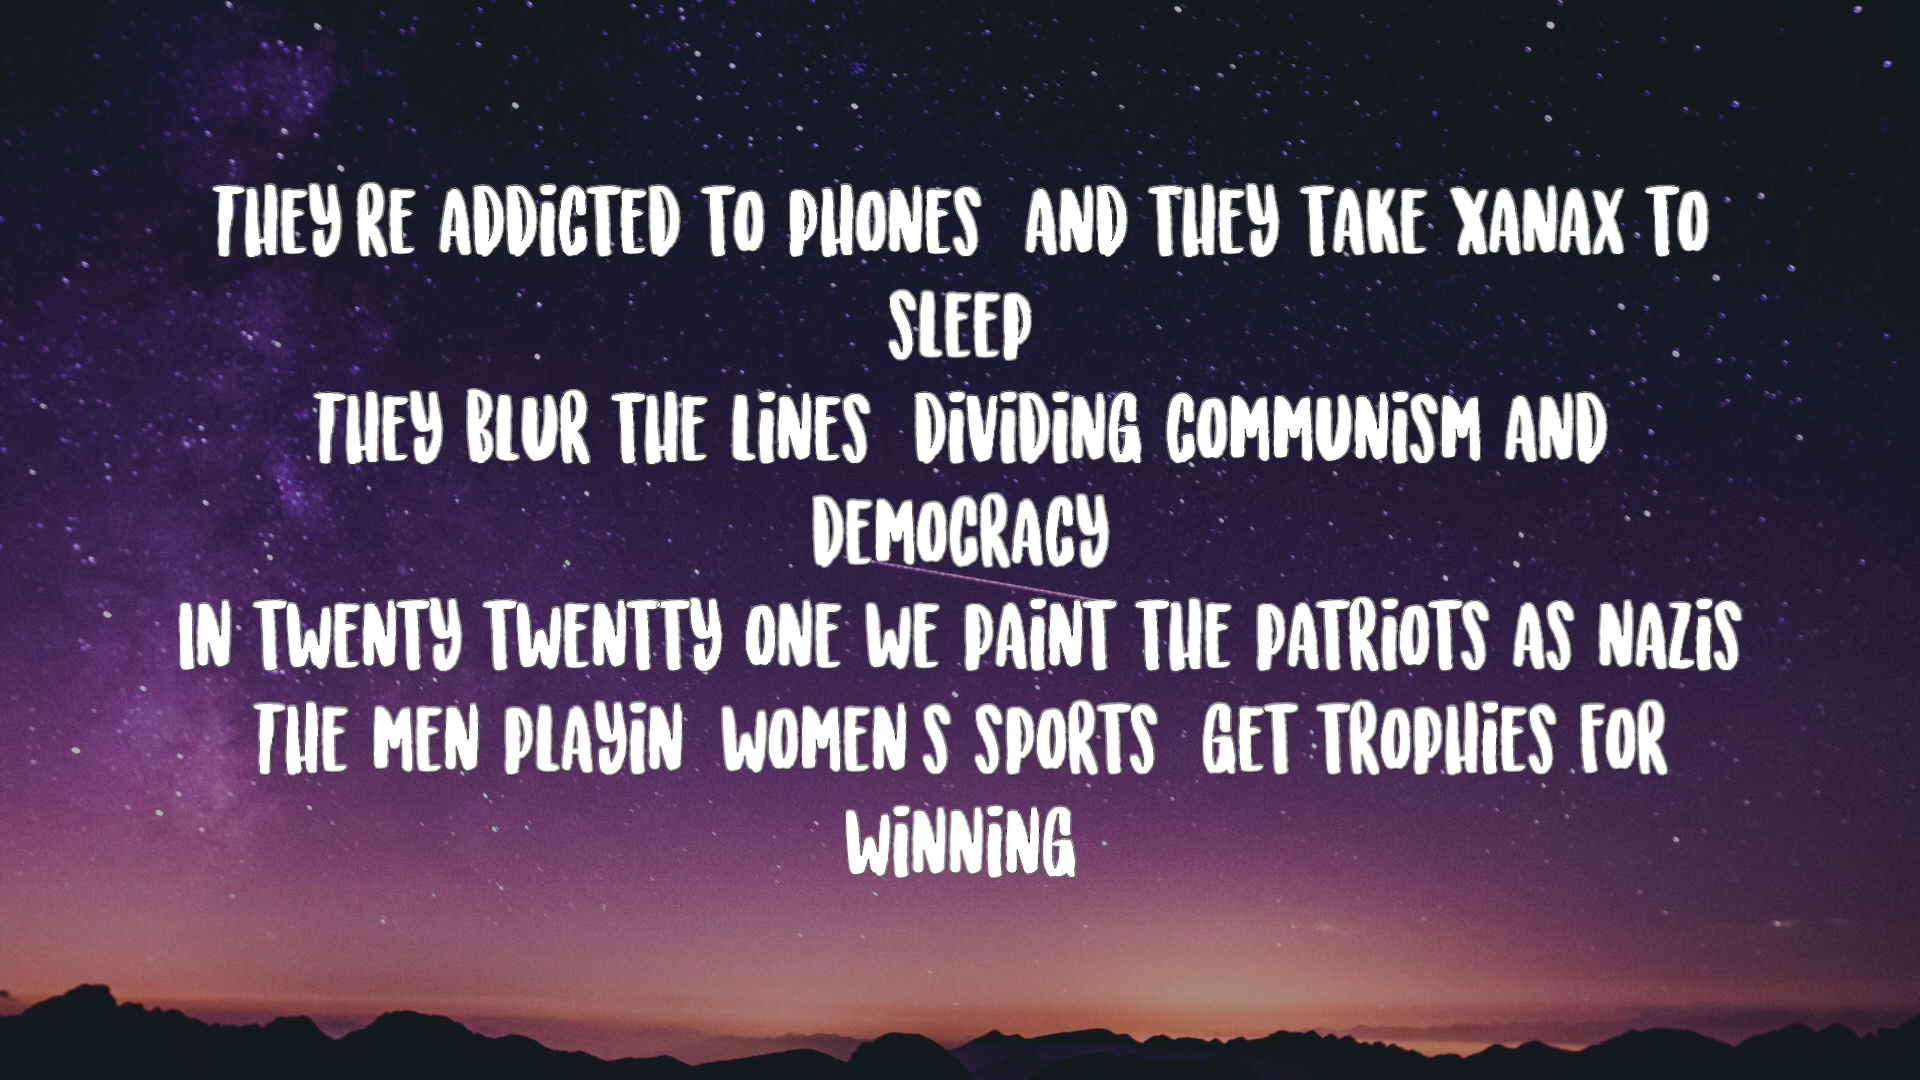 THEY RE ADDICTED TO PHONES AND THEY TAKE XANAX TO
SLEEP
THEY BLUR THE LINES DIVIDING COMMUNISM AND
DEMOCRACY
IN TWENTY TWENTTY ONE WE PAINT THE PATRIOTS AS NAZIS
THE MEN PLAYIN WOMEN S SPORTS GET TROPHIES FOR
WINNING